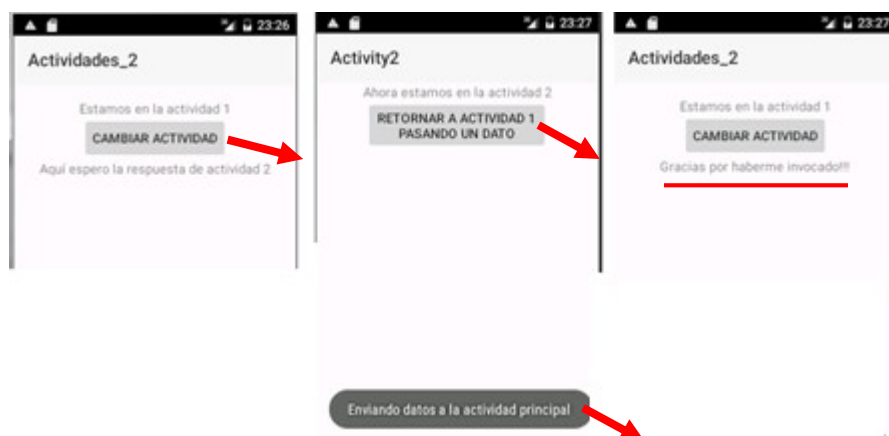 23:26
Actividades_2
Estamos en la actividad 1
CAMBIAR ACTIVIDAD
Aquí espero la respuesta de actividad 2
23:27
Activity2
Ahora estamos en la actividad 2
RETORNAR A ACTIVIDAD 1
PASANDO UN DATO
Enviando datos a la actividad principal
23:27
Actividades_2
Estamos en la actividad 1
CAMBIAR ACTIVIDAD
Gracias por haberme invocado!!!